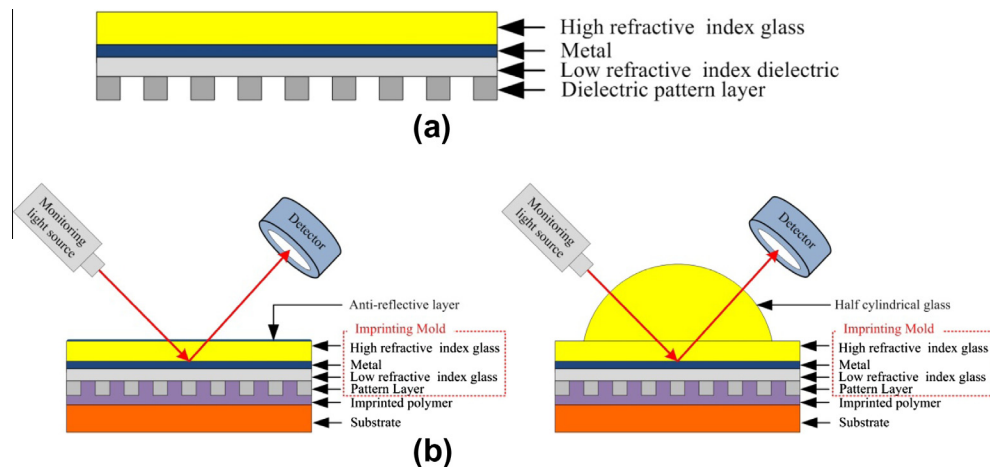 High refractive index glass
Metal
Low refractive index dielectric
Dielectric pattern layer
(a)
Monitoring
light source
Detector
Anti-reflective layer
Imprinting Mold
High refractive index glass
Metal
Low refractive index glass
Pattern Layer
Imprinted polymer
Substrate
Monitoring
light source
Detector
Half cylindrical glass
Imprinting Mold
High refractive index glass
Metal
Low refractive index glass
Pattern Layer
Imprinted polymer
Substrate
(b)